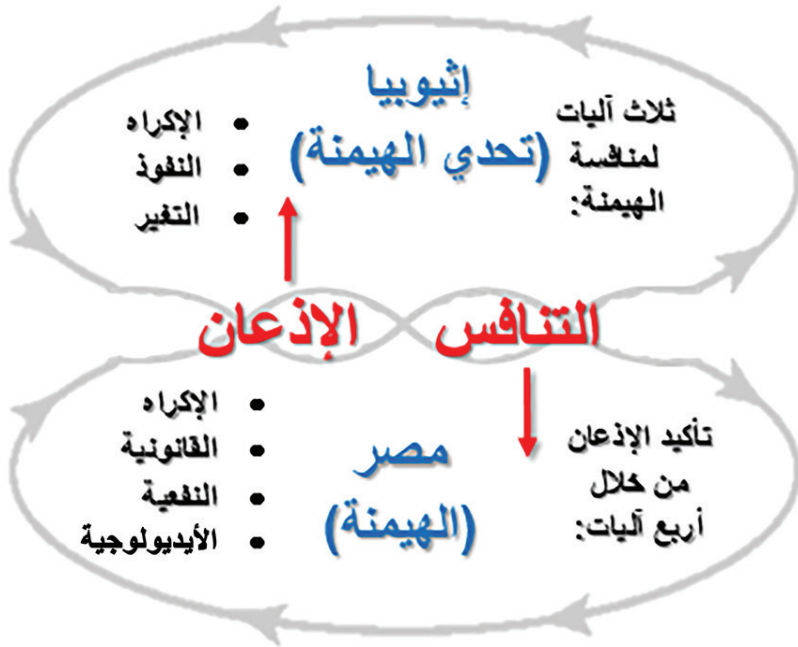 إثيوبيا
(تحدي الهيمنة)
ثلاث آليات
لمنافسة
الهيمنة:
• الإكراه
• النفوذ
• التغير
التنافس
الإذعان
مصر
(الهيمنة)
تأكيد الإذعان
من خلال
أربع آليات:
• الإكراه
• القانونية
• النفعية
• الأيديولوجية